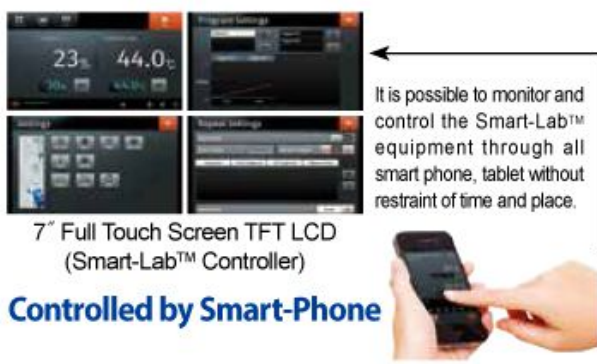 Program Settings
23%
44.0℃
Settings
Repeat Settings
It is possible to monitor and
control the Smart-Lab™
equipment through all
smart phone, tablet without
restraint of time and place.
7˝ Full Touch Screen TFT LCD
(Smart-Lab™ Controller)
Controlled by Smart-Phone